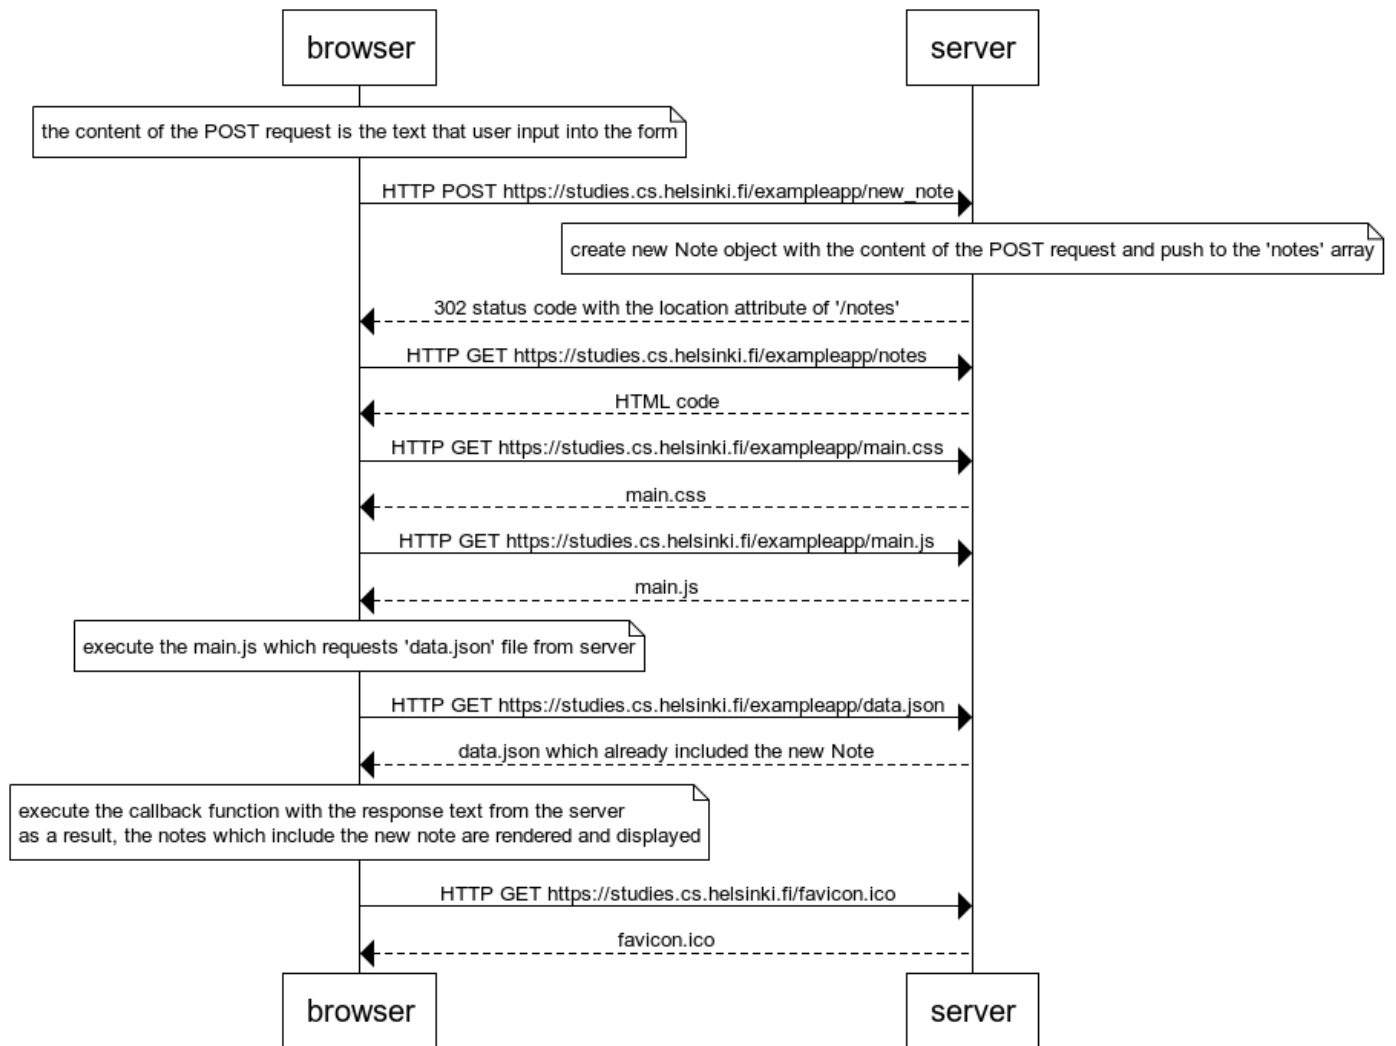 browser
server
the content of the POST request is the text that user input into the form
HTTP POST https://studies.cs.helsinki.fi/exampleapp/new_note
create new Note object with the content of the POST request and push to the 'notes' array
302 status code with the location attribute of '/notes'
HTTP GET https://studies.cs.helsinki.fi/exampleapp/notes
HTML code
HTTP GET https://studies.cs.helsinki.fi/exampleapp/main.css
main.css
HTTP GET https://studies.cs.helsinki.fi/exampleapp/main.js
main.js
execute the main.js which requests 'data.json' file from server
HTTP GET https://studies.cs.helsinki.fi/exampleapp/data.json
data.json which already included the new Note
execute the callback function with the response text from the server
as a result, the notes which include the new note are rendered and displayed
HTTP GET https://studies.cs.helsinki.fi/favicon.ico
favicon.ico
browser
server